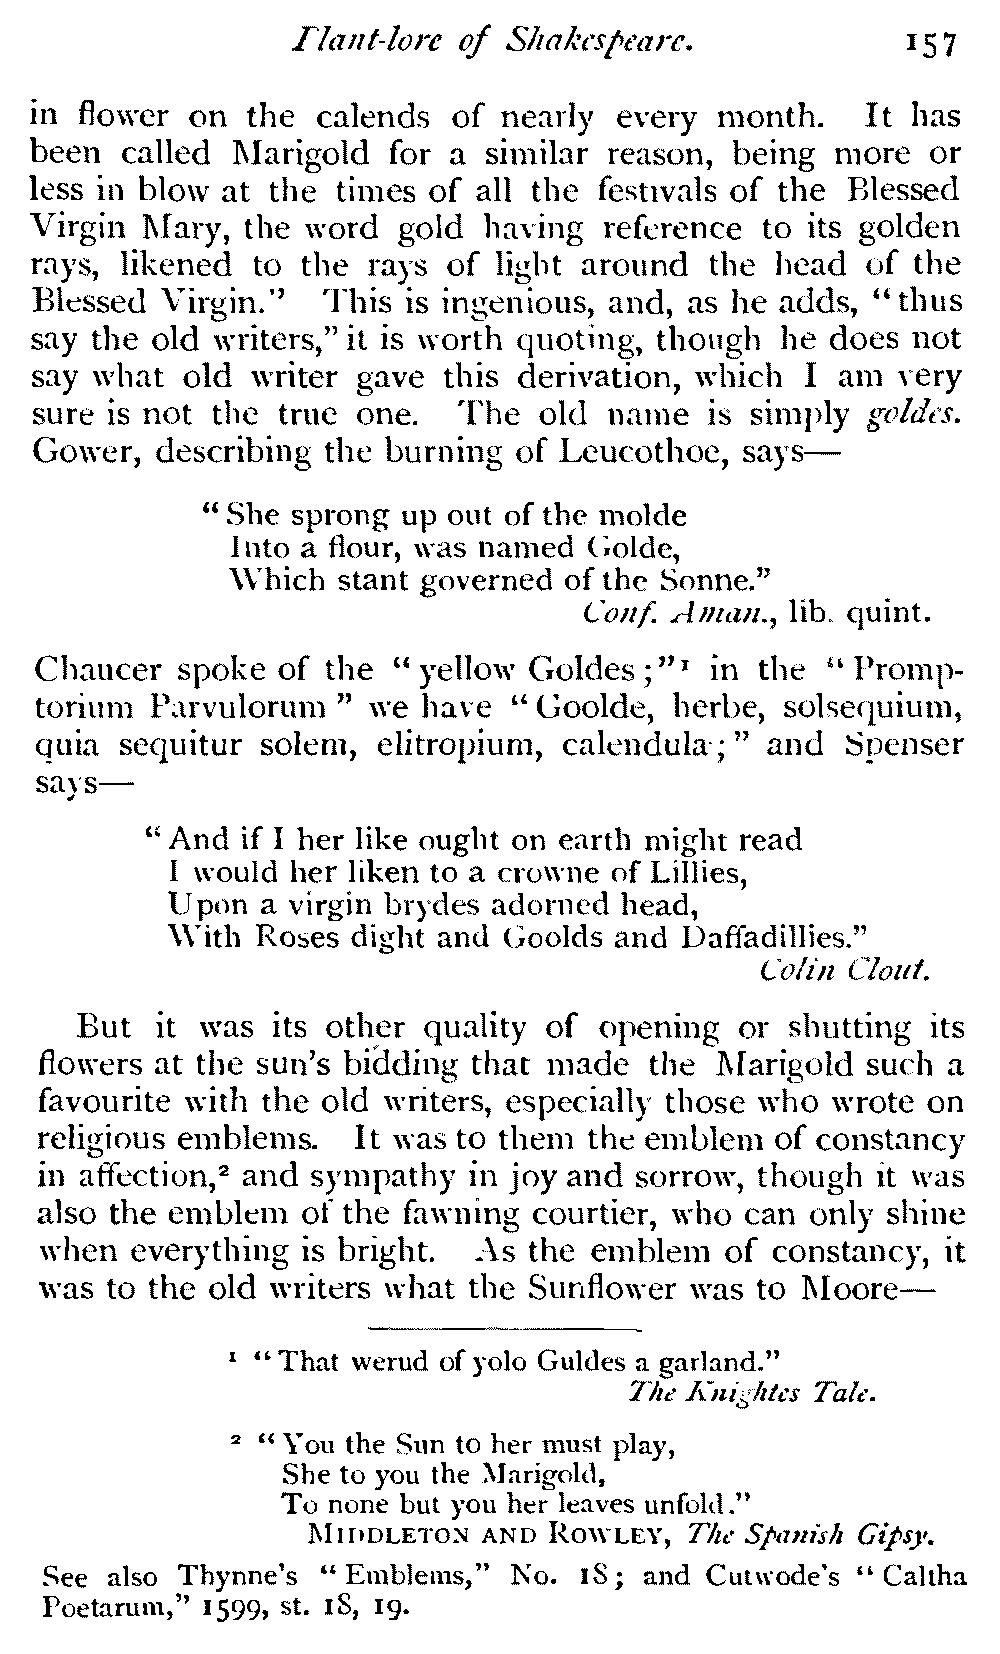 Plant-lore of Shakespeare. 157
in flower on the calends of nearly every month. It has
been called Marigold for a similar reason, being more or
less in blow at the times of all the festivals of the Blessed
Virgin Mary, the word gold having reference to its golden
rays, likened to the rays of light around the head of the
Blessed Virgin." This is ingenious, and, as he adds, "thus
say the old writers," it is worth quoting, though he does not
say what old writer gave this derivation, which I am very
sure is not the true one. The old name is simply goldes.
Gower, describing the burning of Leucothoe, says—
"She sprong up out of the molde
Into a flour, was named Golde,
Which stant governed of the Sonne."
Conf. Aman., lib. quint.
Chaucer spoke of the "yellow Goldes;"¹ in the "Promp-
torium Parvulorum" we have "Goolde, herbe, solsequium,
quia sequitur solem, elitropium, calendula;" and Spenser
says—
"And if I her like ought on earth might read
I would her liken to a crowne of Lillies,
Upon a virgin brydes adorned head,
With Roses dight and Goolds and Daffadillies."
Colin Clout.
But it was its other quality of opening or shutting its
flowers at the sun's bidding that made the Marigold such a
favourite with the old writers, especially those who wrote on
religious emblems. It was to them the emblem of constancy
in affection,² and sympathy in joy and sorrow, though it was
also the emblem of the fawning courtier, who can only shine
when everything is bright. As the emblem of constancy, it
was to the old writers what the Sunflower was to Moore—
¹ "That werud of yolo Guldes a garland."
The Knightes Tale.
² "You the Sun to her must play,
She to you the Marigold,
To none but you her leaves unfold."
MIDDLETON AND ROWLEY, The Spanish Gipsy.
See also Thynne's "Emblems," No. 18; and Cutwode's "Caltha
Poetarum," 1599, st. 18, 19.